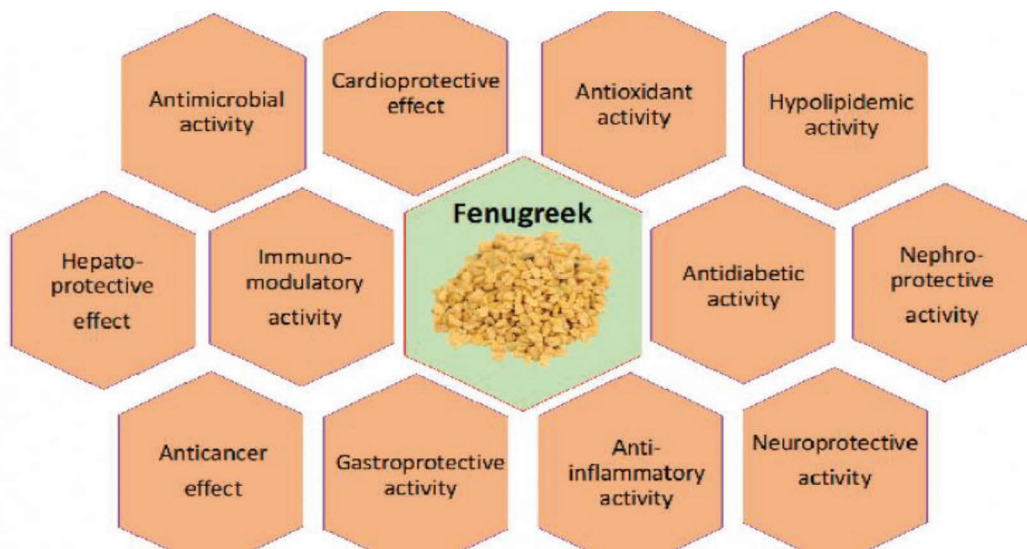 Antimicrobial
activity
Cardioprotective
effect
Antioxidant
activity
Hypolipidemic
activity
Hepato-
protective
effect
Immuno-
modulatory
activity
Fenugreek
Antidiabetic
activity
Nephro-
protective
activity
Anticancer
effect
Gastroprotective
activity
Anti-
inflammatory
activity
Neuroprotective
activity